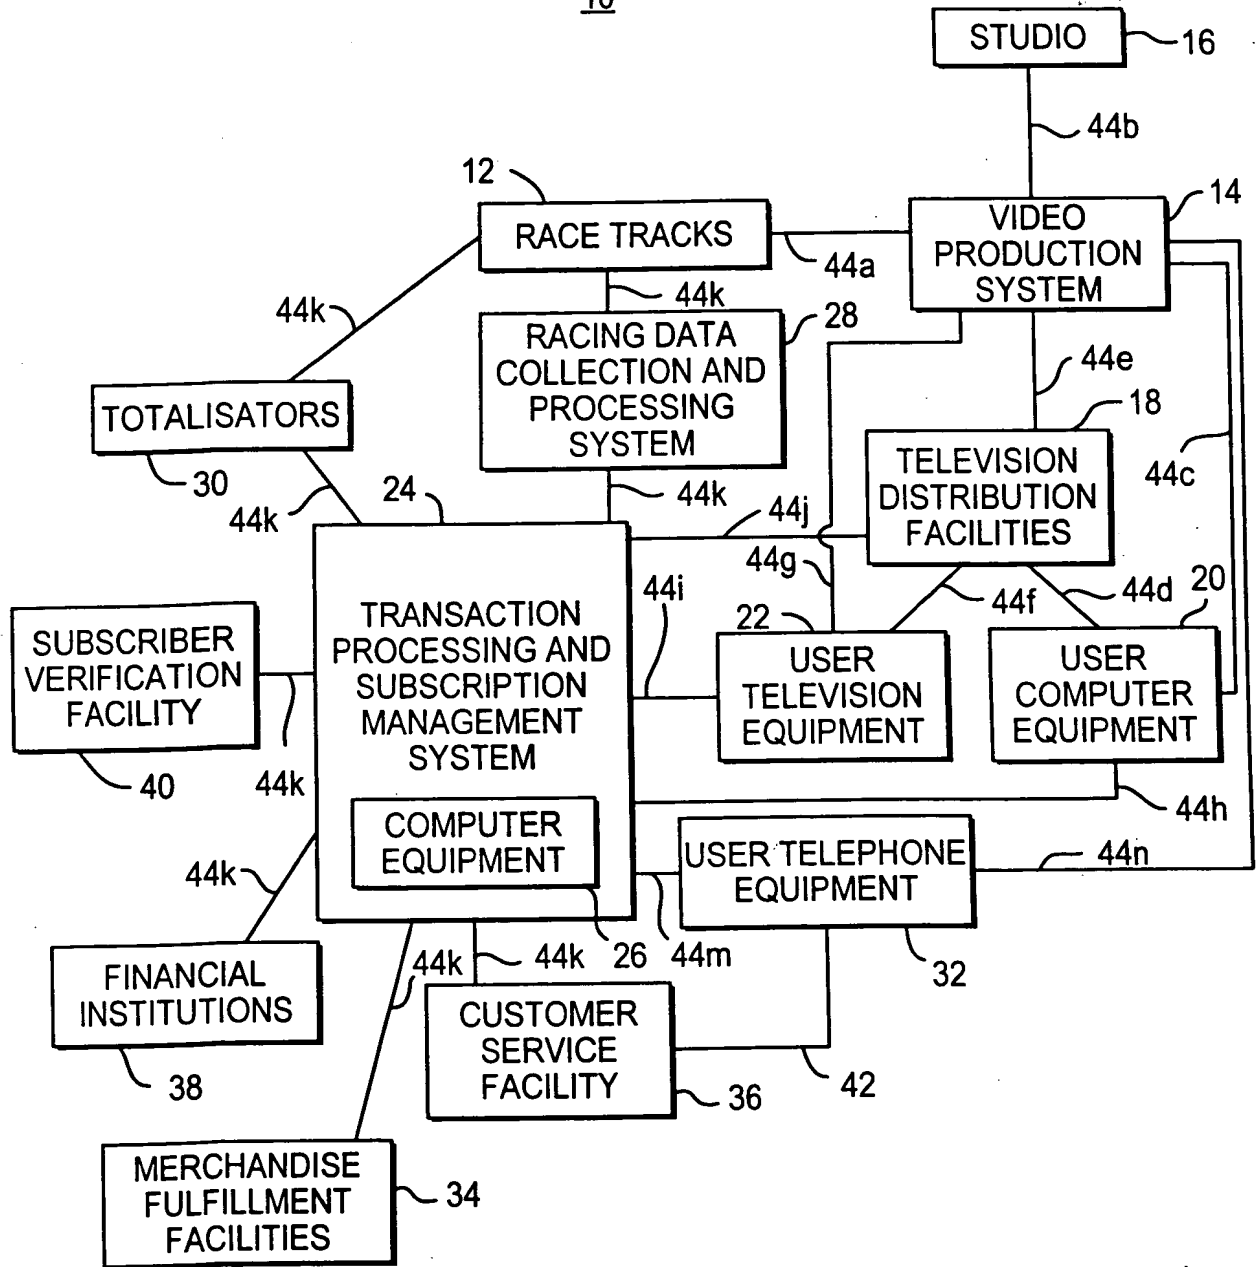 10
STUDIO
16
44b
12
14
RACE TRACKS
44a
VIDEO
PRODUCTION
SYSTEM
44k
44k
28
RACING DATA
COLLECTION AND
PROCESSING
SYSTEM
44e
18
44c
TOTALISATORS
30
44k
24
44k
44j
TELEVISION
DISTRIBUTION
FACILITIES
44g
44i
22
44f
44d
20
SUBSCRIBER
VERIFICATION
FACILITY
40
44k
TRANSACTION
PROCESSING AND
SUBSCRIPTION
MANAGEMENT
SYSTEM
USER
TELEVISION
EQUIPMENT
USER
COMPUTER
EQUIPMENT
44h
COMPUTER
EQUIPMENT
26
USER TELEPHONE
EQUIPMENT
44n
44m
32
44k
44k
44k
FINANCIAL
INSTITUTIONS
38
CUSTOMER
SERVICE
FACILITY
36
42
MERCHANDISE
FULFILLMENT
FACILITIES
34